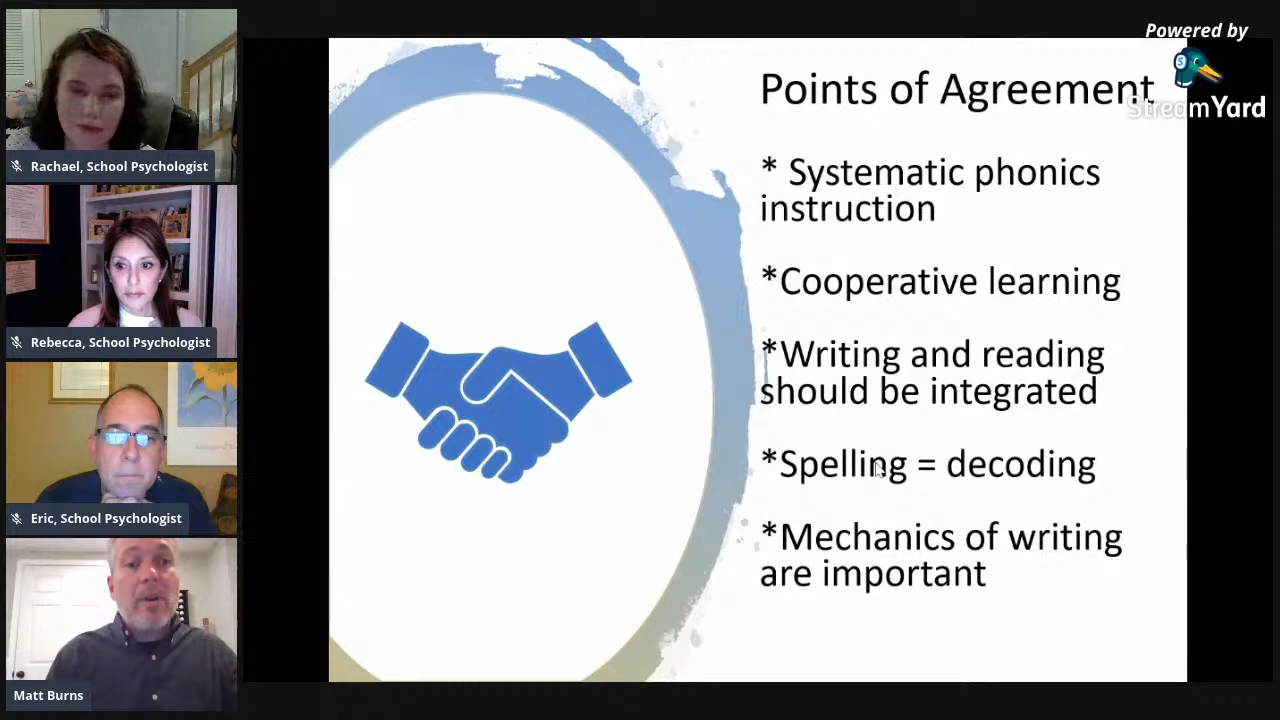 Powered by
StreamYard
Points of Agreement
* Systematic phonics
instruction
*Cooperative learning
*Writing and reading
should be integrated
*Spelling = decoding
*Mechanics of writing
are important
Rachael, School Psychologist
Rebecca, School Psychologist
Eric, School Psychologist
Matt Burns